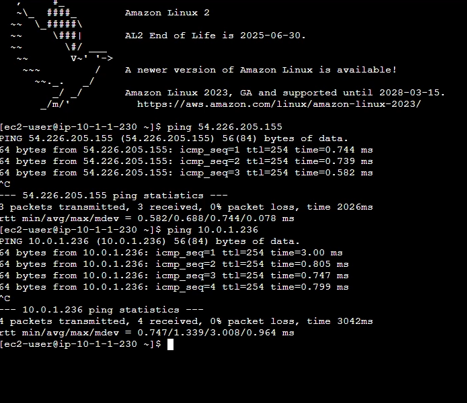 Amazon Linux 2
AL2 End of Life is 2025-06-30.
A newer version of Amazon Linux is available!
Amazon Linux 2023, GA and supported until 2028-03-15.
https://aws.amazon.com/linux/amazon-linux-2023/
[ec2-user@ip-10-1-1-230 ~]$ ping 54.226.205.155
PING 54.226.205.155 (54.226.205.155) 56(84) bytes of data.
64 bytes from 54.226.205.155: icmp_seq=1 ttl=254 time=0.744 ms
64 bytes from 54.226.205.155: icmp_seq=2 ttl=254 time=0.739 ms
64 bytes from 54.226.205.155: icmp_seq=3 ttl=254 time=0.582 ms
^C
--- 54.226.205.155 ping statistics ---
3 packets transmitted, 3 received, 0% packet loss, time 2026ms
rtt min/avg/max/mdev = 0.582/0.688/0.744/0.078 ms
[ec2-user@ip-10-1-1-230 ~]$ ping 10.0.1.236
PING 10.0.1.236 (10.0.1.236) 56(84) bytes of data.
64 bytes from 10.0.1.236: icmp_seq=1 ttl=254 time=3.00 ms
64 bytes from 10.0.1.236: icmp_seq=2 ttl=254 time=0.805 ms
64 bytes from 10.0.1.236: icmp_seq=3 ttl=254 time=0.747 ms
64 bytes from 10.0.1.236: icmp_seq=4 ttl=254 time=0.799 ms
^C
--- 10.0.1.236 ping statistics ---
4 packets transmitted, 4 received, 0% packet loss, time 3042ms
rtt min/avg/max/mdev = 0.747/1.339/3.008/0.964 ms
[ec2-user@ip-10-1-1-230 ~]$